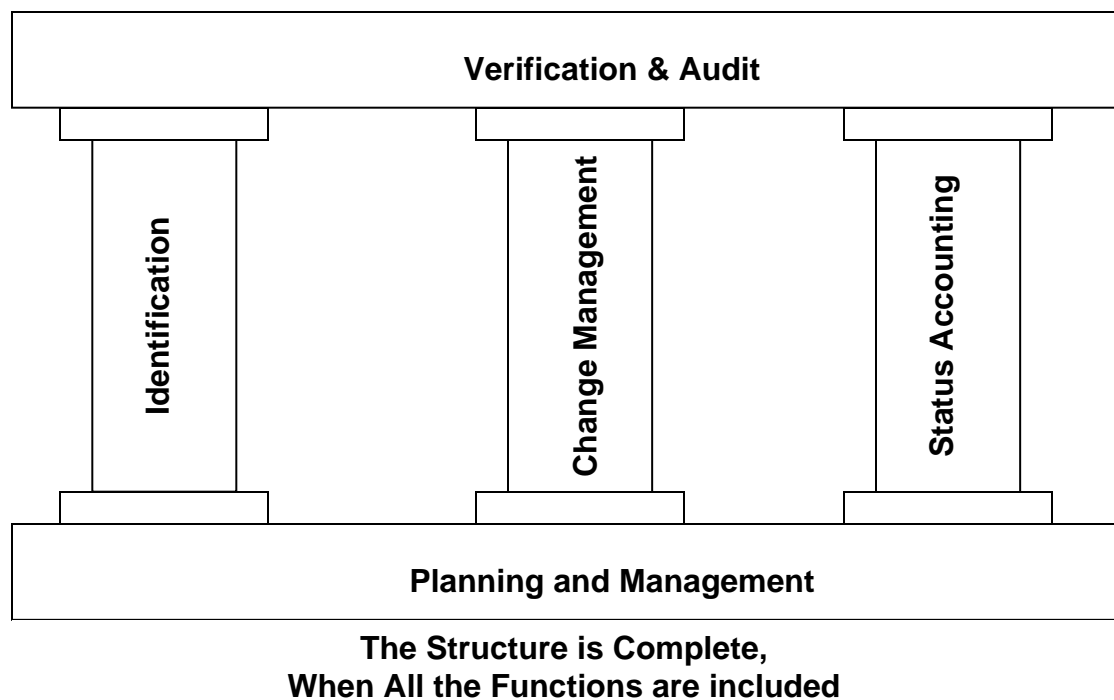 Verification & Audit
Identification
Change Management
Status Accounting
Planning and Management
The Structure is Complete,
When All the Functions are included